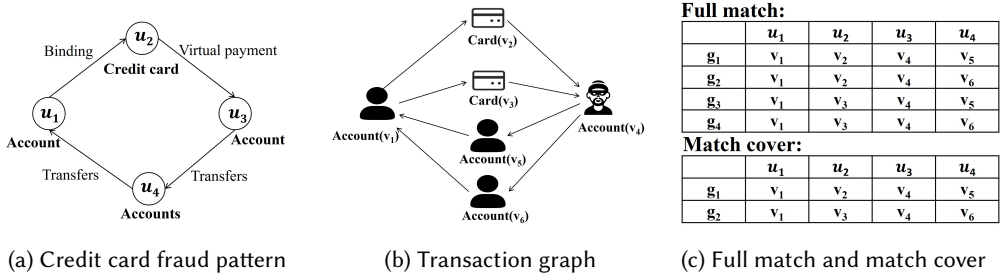 u₂
Binding
Virtual payment
Credit card
u₁
u₃
Account
Account
Transfers
Transfers
u₄
Accounts
(a) Credit card fraud pattern
Card(v₂)
Card(v₃)
Account(v₁)
Account(v₄)
Account(v₅)
Account(v₆)
(b) Transaction graph
Full match:
u₁ u₂ u₃ u₄
g₁ v₁ v₂ v₄ v₅
g₂ v₁ v₂ v₄ v₆
g₃ v₁ v₃ v₄ v₅
g₄ v₁ v₃ v₄ v₆
Match cover:
u₁ u₂ u₃ u₄
g₁ v₁ v₂ v₄ v₅
g₂ v₁ v₃ v₄ v₆
(c) Full match and match cover